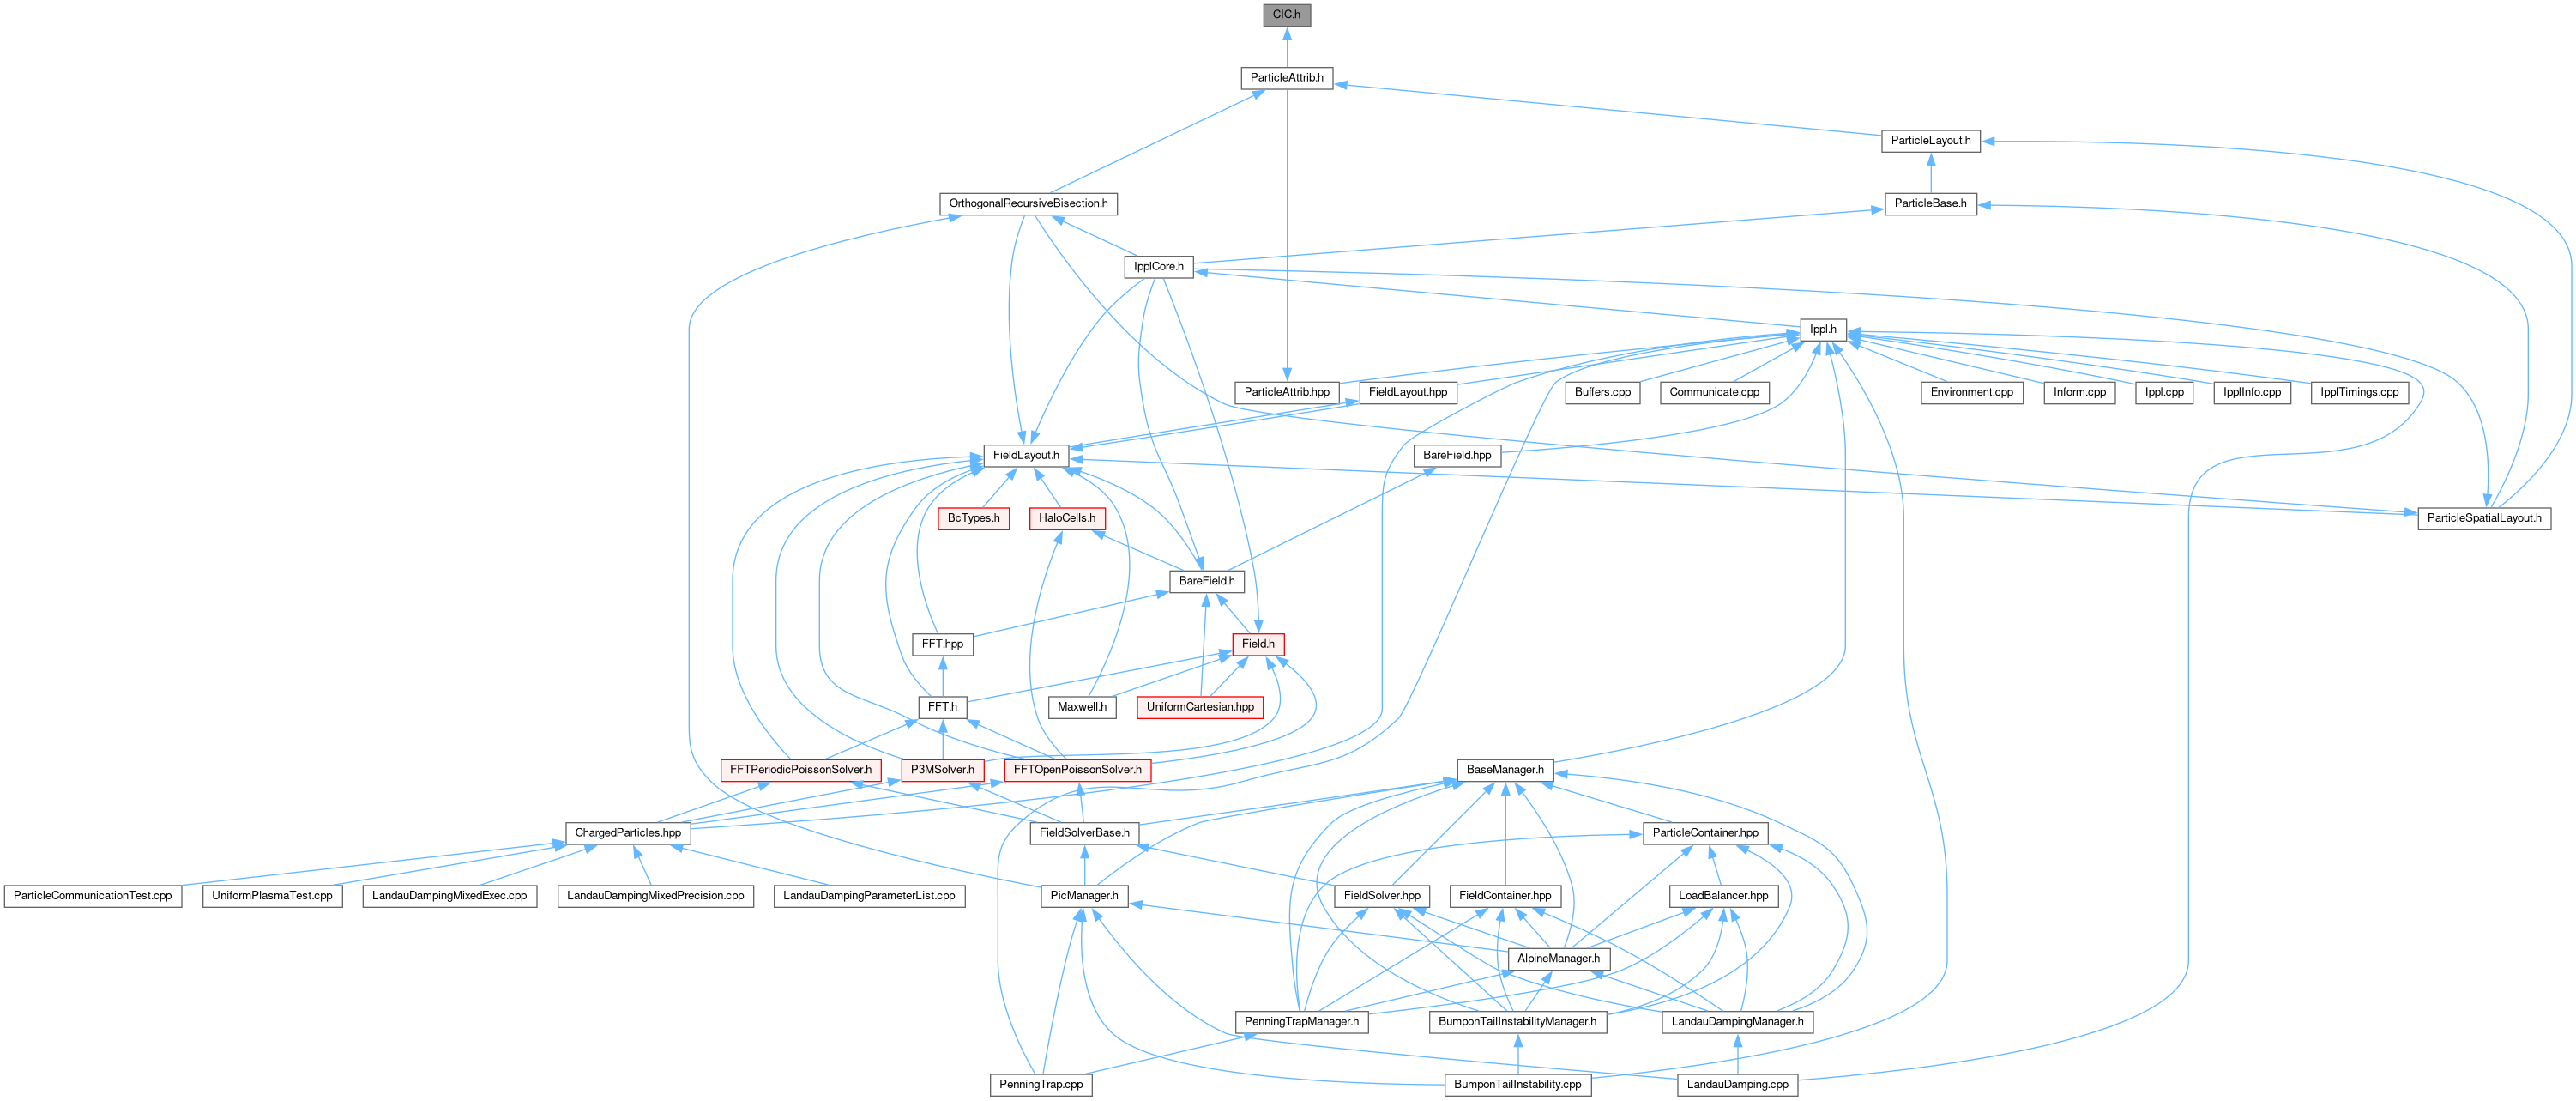 CIC.h
ParticleAttrib.h
ParticleLayout.h
OrthogonalRecursiveBisection.h
ParticleBase.h
IpplCore.h
Ippl.h
ParticleAttrib.hpp
FieldLayout.hpp
Buffers.cpp
Communicate.cpp
Environment.cpp
Inform.cpp
Ippl.cpp
IpplInfo.cpp
IpplTimings.cpp
FieldLayout.h
BareField.hpp
BcTypes.h
HaloCells.h
ParticleSpatialLayout.h
BareField.h
FFT.hpp
Field.h
FFT.h
Maxwell.h
UniformCartesian.hpp
FFTPeriodicPoissonSolver.h
P3MSolver.h
FFTOpenPoissonSolver.h
BaseManager.h
ChargedParticles.hpp
FieldSolverBase.h
ParticleContainer.hpp
ParticleCommunicationTest.cpp
UniformPlasmaTest.cpp
LandauDampingMixedExec.cpp
LandauDampingMixedPrecision.cpp
LandauDampingParameterList.cpp
PicManager.h
FieldSolver.hpp
FieldContainer.hpp
LoadBalancer.hpp
AlpineManager.h
PenningTrapManager.h
BumponTailInstabilityManager.h
LandauDampingManager.h
PenningTrap.cpp
BumponTailInstability.cpp
LandauDamping.cpp